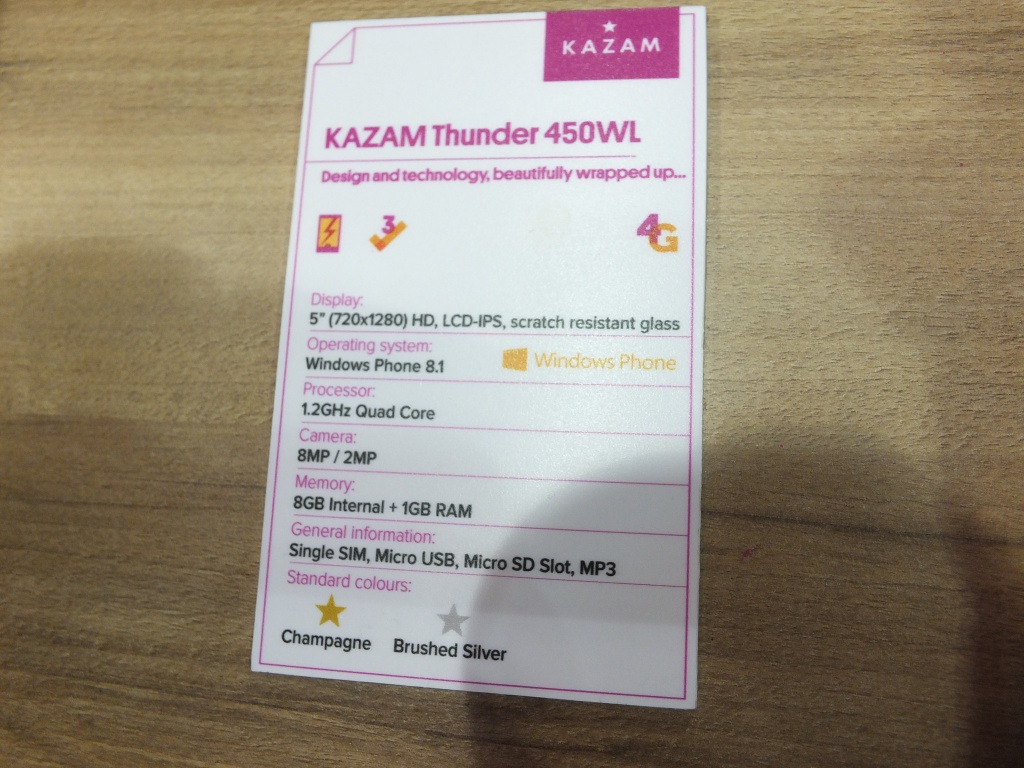 KAZAM
KAZAM Thunder 450WL
Design and technology, beautifully wrapped up...
3
4G
Display:
5" (720x1280) HD, LCD-IPS, scratch resistant glass
Operating system:
Windows Phone 8.1
Windows Phone
Processor:
1.2GHz Quad Core
Camera:
8MP / 2MP
Memory:
8GB Internal + 1GB RAM
General information:
Single SIM, Micro USB, Micro SD Slot, MP3
Standard colours:
Champagne
Brushed Silver